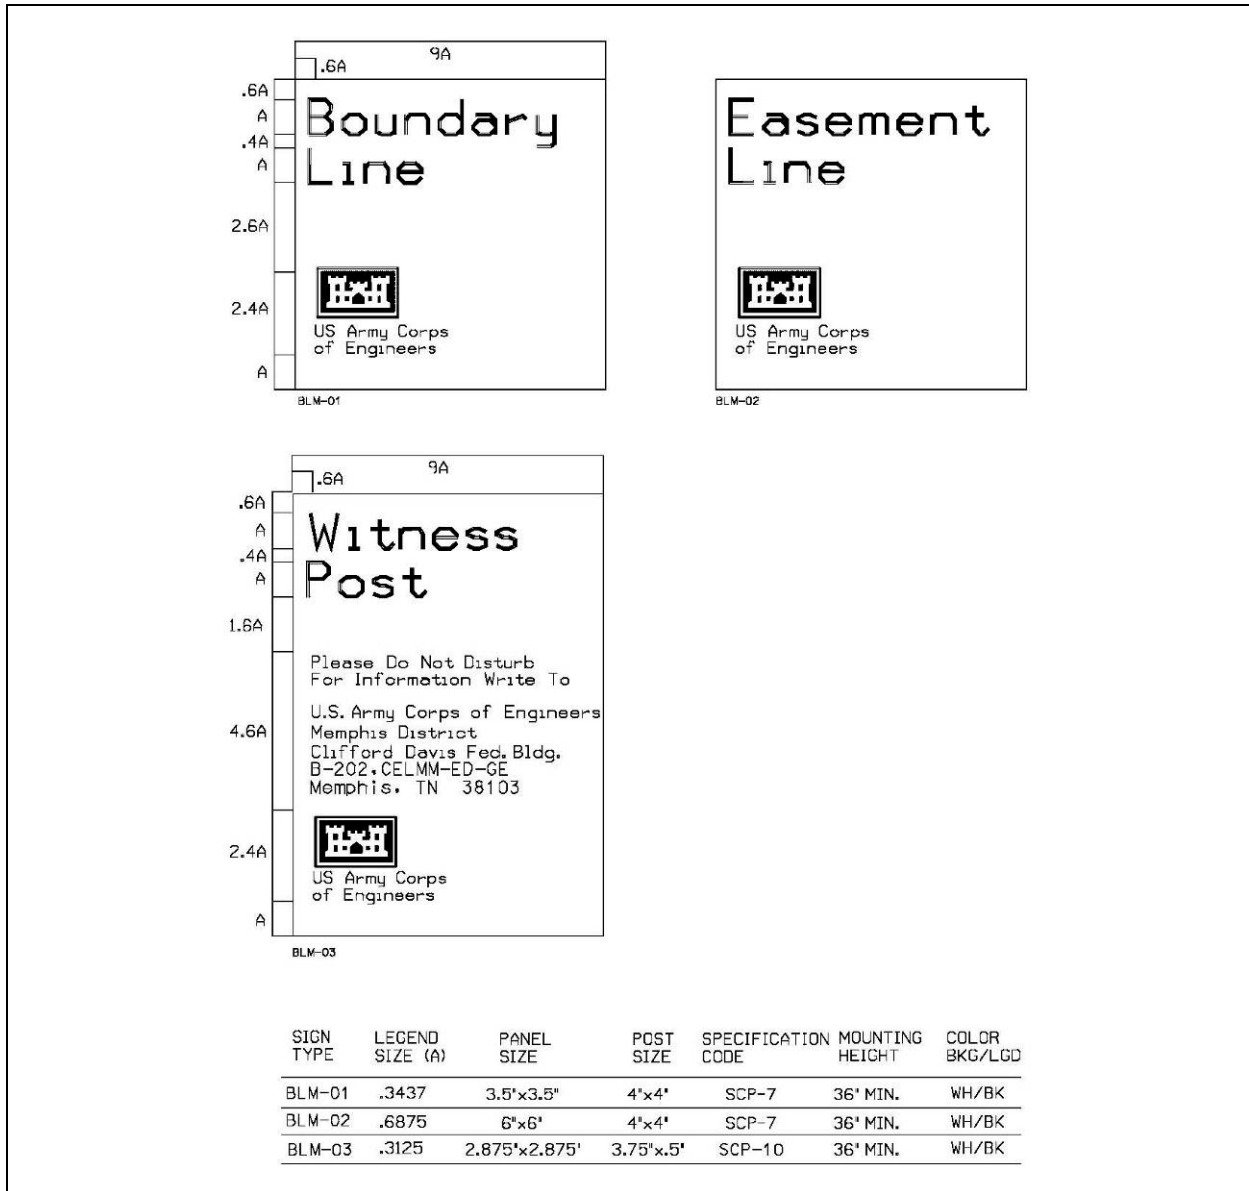 9A
.6A
.6A
A
.4A
A
2.6A
2.4A
A
Boundary
Line
US Army Corps
of Engineers
BLM-01
Easement
Line
US Army Corps
of Engineers
BLM-02
9A
.6A
.6A
A
.4A
A
1.6A
4.6A
2.4A
A
Witness
Post
Please Do Not Disturb
For Information Write To
U.S. Army Corps of Engineers
Memphis District
Clifford Davis Fed. Bldg.
B-202, CELMM-ED-GE
Memphis, TN 38103
US Army Corps
of Engineers
BLM-03
SIGN LEGEND PANEL POST SPECIFICATION MOUNTING COLOR
TYPE SIZE (A) SIZE SIZE CODE HEIGHT BKG/LGD
BLM-01 .3437 3.5"x3.5" 4"x4" SCP-7 36" MIN. WH/BK
BLM-02 .6875 6"x6" 4"x4" SCP-7 36" MIN. WH/BK
BLM-03 .3125 2.875"x2.875' 3.75"x.5" SCP-10 36" MIN. WH/BK